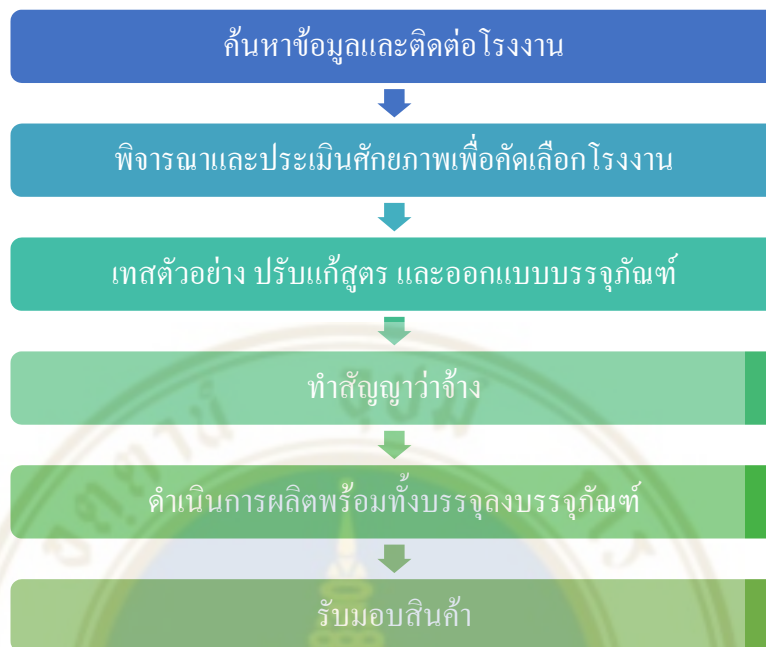 ค้นหาข้อมูลและติดต่อโรงงาน
พิจารณาและประเมินศักยภาพเพื่อคัดเลือกโรงงาน
เทสตัวอย่าง ปรับแก้สูตร และออกแบบบรรจุภัณฑ์
ทำสัญญาว่าจ้าง
ดำเนินการผลิตพร้อมทั้งบรรจุลงบรรจุภัณฑ์
รับมอบสินค้า